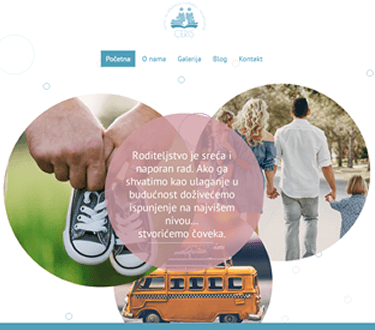 Početna
O nama
Galerija
Blog
Kontakt
Roditeljstvo je sreća i
naporan rad. Ako ga
shvatimo kao ulaganje u
budućnost doživećemo
ispunjenje na najvišem
nivou...
stvorićemo čoveka.